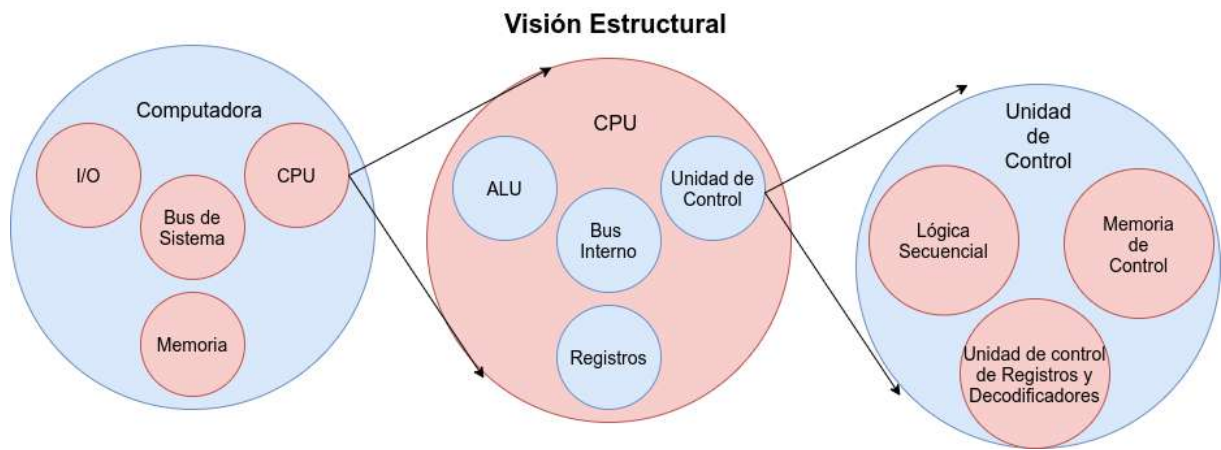 Visión Estructural
Computadora
I/O
CPU
Bus de
Sistema
Memoria
CPU
ALU
Unidad de
Control
Bus
Interno
Registros
Unidad
de
Control
Lógica
Secuencial
Memoria
de
Control
Unidad de control
de Registros y
Decodificadores